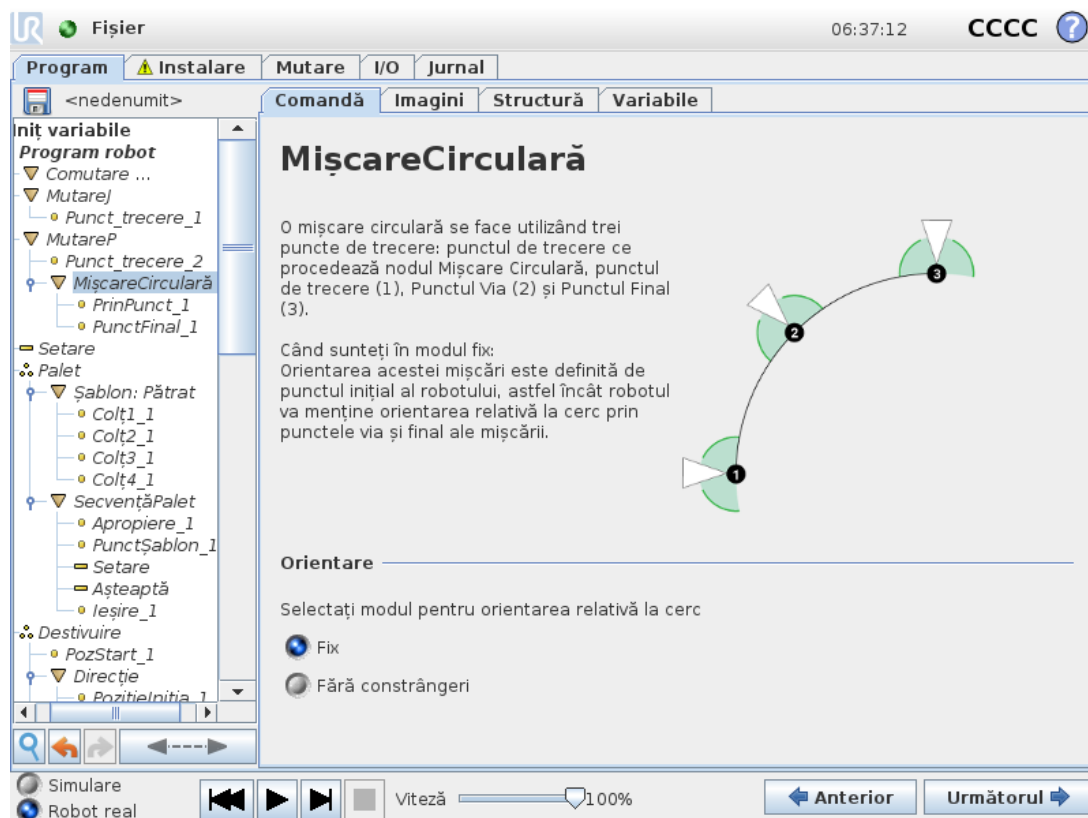 UR Fișier 06:37:12 CCCC ?
Program Instalare Mutare I/O Jurnal
<nedenumit> Comandă Imagini Structură Variabile
Iniț variabile
Program robot
Comutare ...
MutareJ
Punct_trecere_1
MutareP
Punct_trecere_2
MișcareCirculară
PrinPunct_1
PunctFinal_1
Setare
Palet
Șablon: Pătrat
Colț1_1
Colț2_1
Colț3_1
Colț4_1
SecvențăPalet
Apropiere_1
PunctȘablon_1
Setare
Așteaptă
Ieșire_1
Destivuire
PozStart_1
Direcție
PozițieInitia_1
MișcareCirculară
O mișcare circulară se face utilizând trei
puncte de trecere: punctul de trecere ce
procedează nodul Mișcare Circulară, punctul
de trecere (1), Punctul Via (2) și Punctul Final
(3).
Când sunteți în modul fix:
Orientarea acestei mișcări este definită de
punctul inițial al robotului, astfel încât robotul
va menține orientarea relativă la cerc prin
punctele via și final ale mișcării.
3
2
1
Orientare
Selectați modul pentru orientarea relativă la cerc
Fix
Fără constrângeri
Simulare
Robot real
Viteză 100%
Anterior Următorul